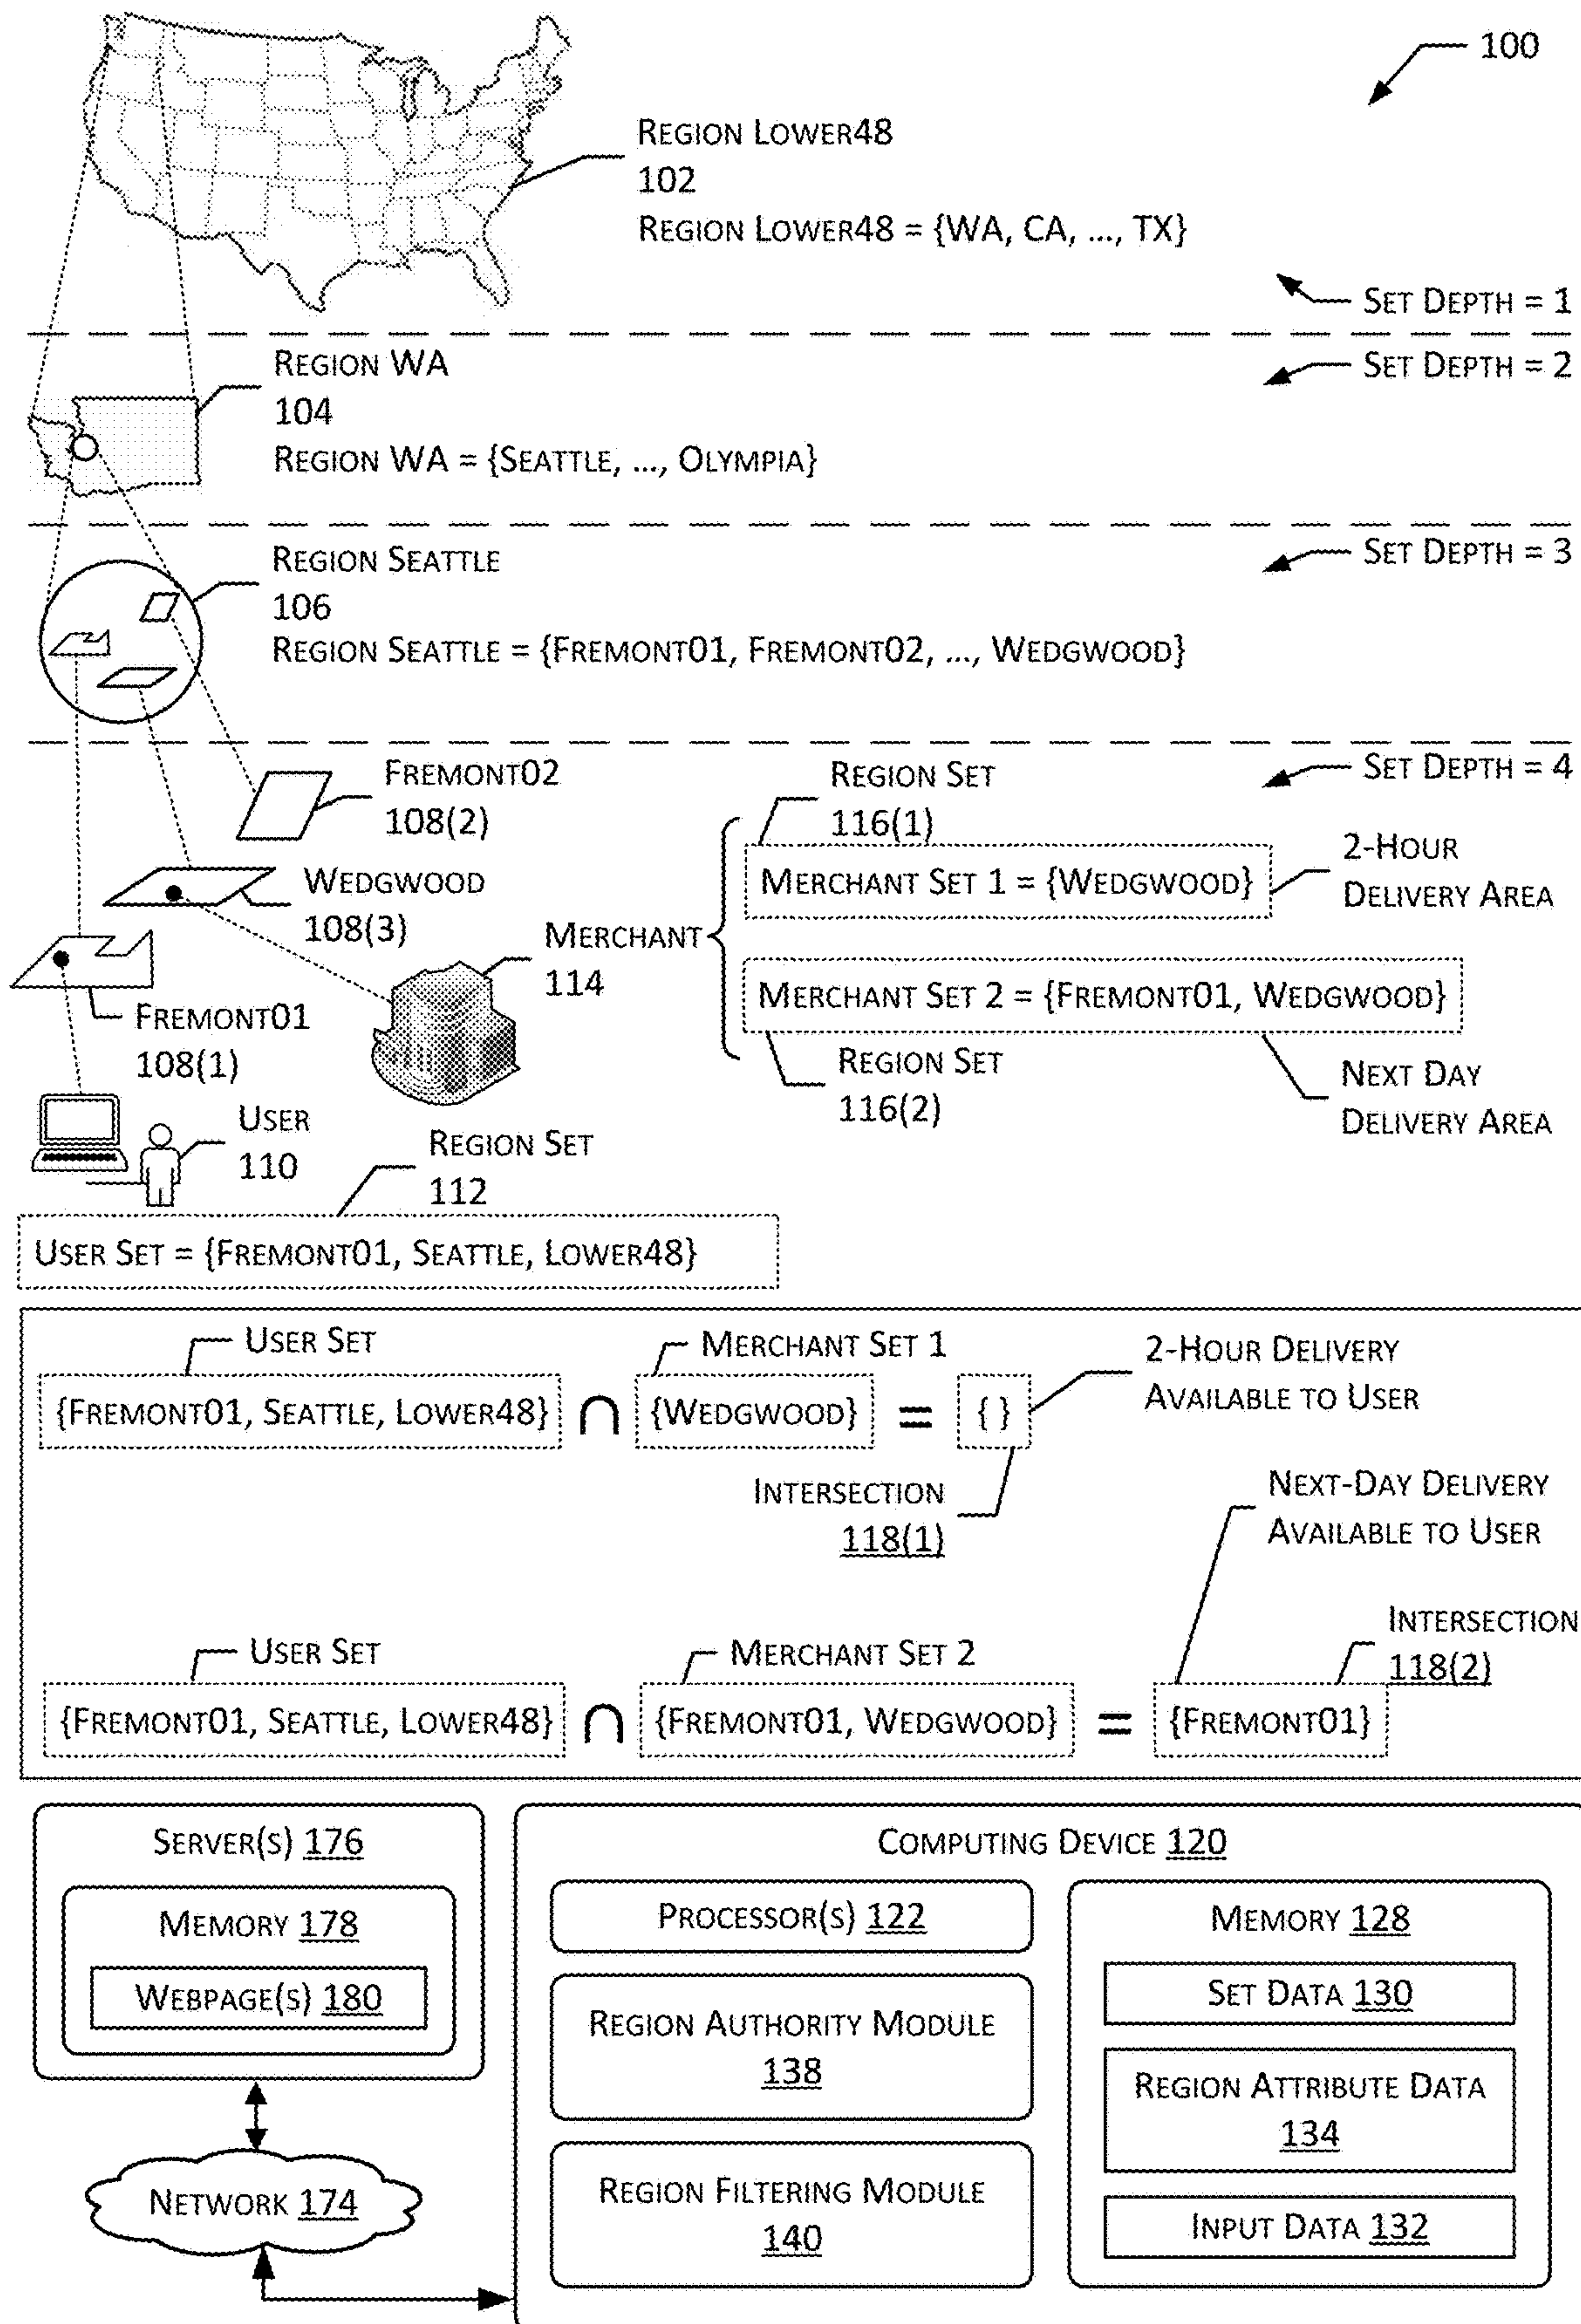 100
REGION LOWER48
102
REGION LOWER48 = {WA, CA, ..., TX}
SET DEPTH = 1
SET DEPTH = 2
REGION WA
104
REGION WA = {SEATTLE, ..., OLYMPIA}
SET DEPTH = 3
REGION SEATTLE
106
REGION SEATTLE = {FREMONT01, FREMONT02, ..., WEDGWOOD}
SET DEPTH = 4
FREMONT02
108(2)
WEDGWOOD
108(3)
FREMONT01
108(1)
MERCHANT
114
REGION SET
116(1)
MERCHANT SET 1 = {WEDGWOOD}
2-HOUR
DELIVERY AREA
MERCHANT SET 2 = {FREMONT01, WEDGWOOD}
REGION SET
116(2)
NEXT DAY
DELIVERY AREA
USER
110
REGION SET
112
USER SET = {FREMONT01, SEATTLE, LOWER48}
USER SET
MERCHANT SET 1
2-HOUR DELIVERY
AVAILABLE TO USER
{FREMONT01, SEATTLE, LOWER48} ∩ {WEDGWOOD} = { }
INTERSECTION
118(1)
NEXT-DAY DELIVERY
AVAILABLE TO USER
INTERSECTION
118(2)
USER SET
MERCHANT SET 2
{FREMONT01, SEATTLE, LOWER48} ∩ {FREMONT01, WEDGWOOD} = {FREMONT01}
SERVER(S) 176
MEMORY 178
WEBPAGE(S) 180
NETWORK 174
COMPUTING DEVICE 120
PROCESSOR(S) 122
REGION AUTHORITY MODULE
138
REGION FILTERING MODULE
140
MEMORY 128
SET DATA 130
REGION ATTRIBUTE DATA
134
INPUT DATA 132